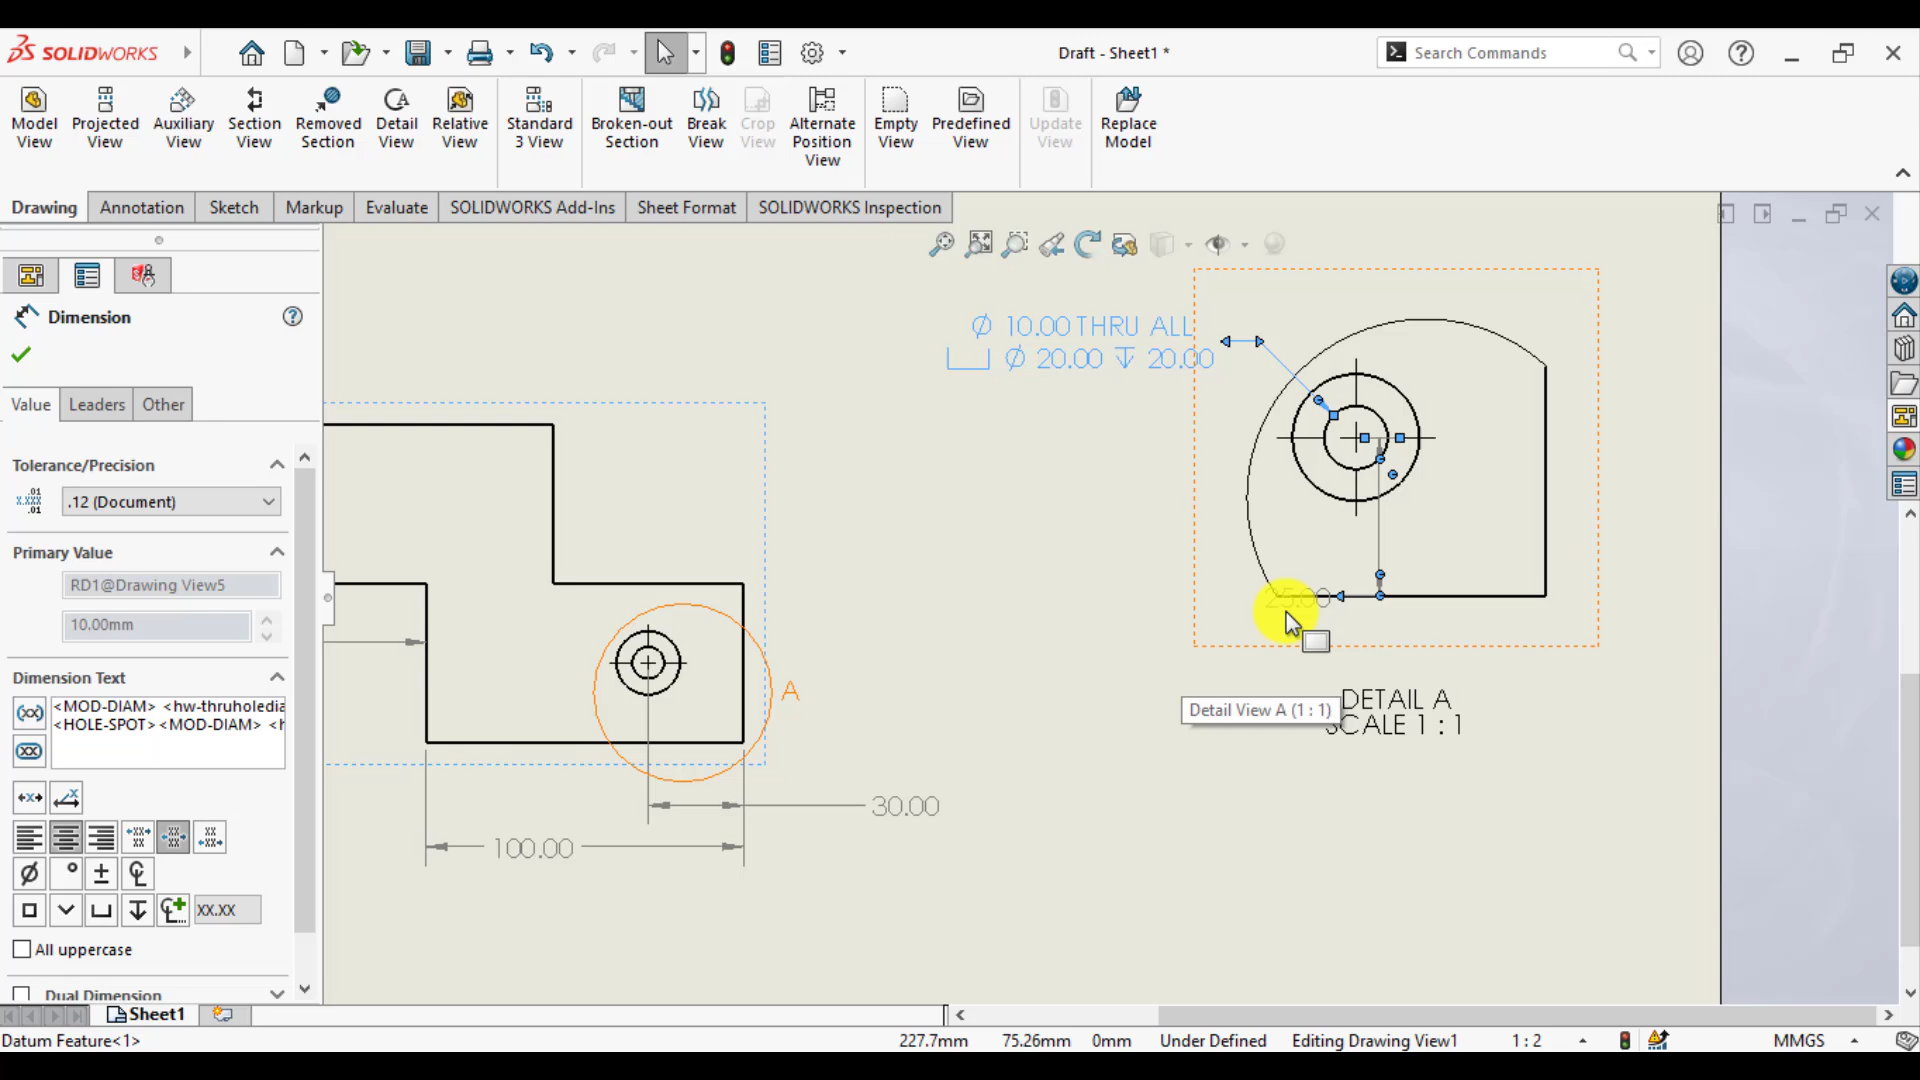 SOLIDWORKS
Draft - Sheet1 *
Search Commands
Model View
Projected View
Auxiliary View
Section View
Removed Section
Detail View
Relative View
Standard 3 View
Broken-out Section
Break View
Crop View
Alternate Position View
Empty View
Predefined View
Update View
Replace Model
Drawing
Annotation
Sketch
Markup
Evaluate
SOLIDWORKS Add-Ins
Sheet Format
SOLIDWORKS Inspection
Dimension
Value
Leaders
Other
Tolerance/Precision
.12 (Document)
Primary Value
RD1@Drawing View5
10.00mm
Dimension Text
<MOD-DIAM> <hw-thruholedia
<HOLE-SPOT><MOD-DIAM> <h
XX.XX
All uppercase
Dual Dimension
∅ 10.00 THRU ALL
⌴ ∅ 20.00 ↧ 20.00
25.00
A
30.00
100.00
DETAIL A
SCALE 1 : 1
Detail View A (1 : 1)
Sheet1
Datum Feature<1>
227.7mm
75.26mm
0mm
Under Defined
Editing Drawing View1
1 : 2
MMGS